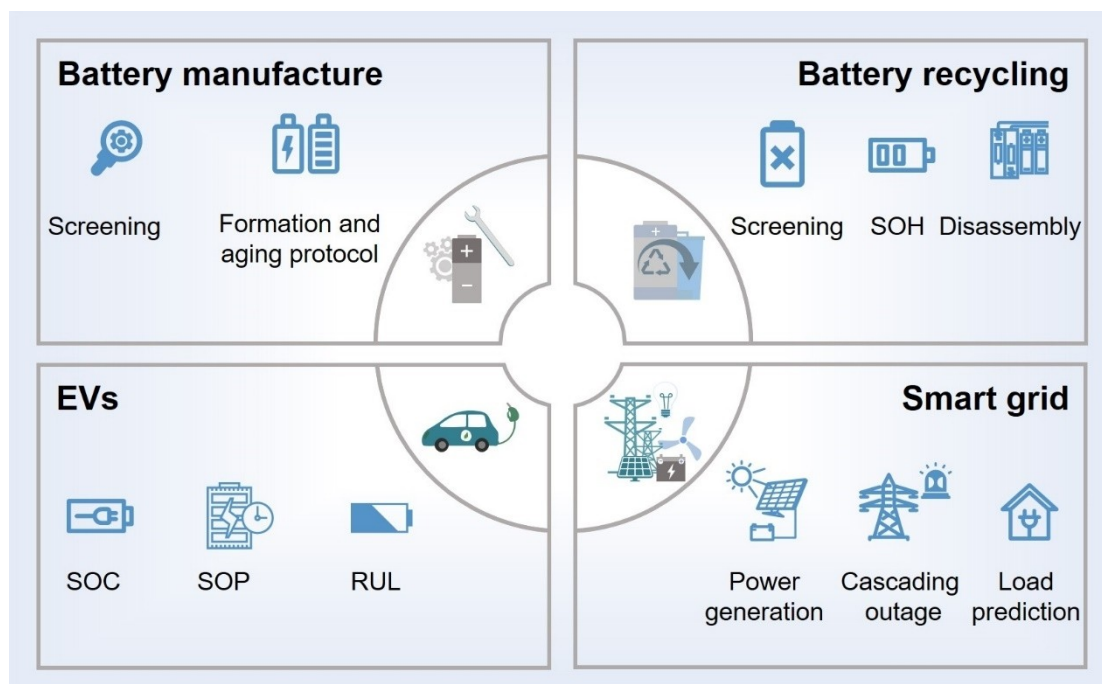 Battery manufacture
Screening
Formation and
aging protocol
Battery recycling
Screening
SOH
Disassembly
EVs
SOC
SOP
RUL
Smart grid
Power
generation
Cascading
outage
Load
prediction